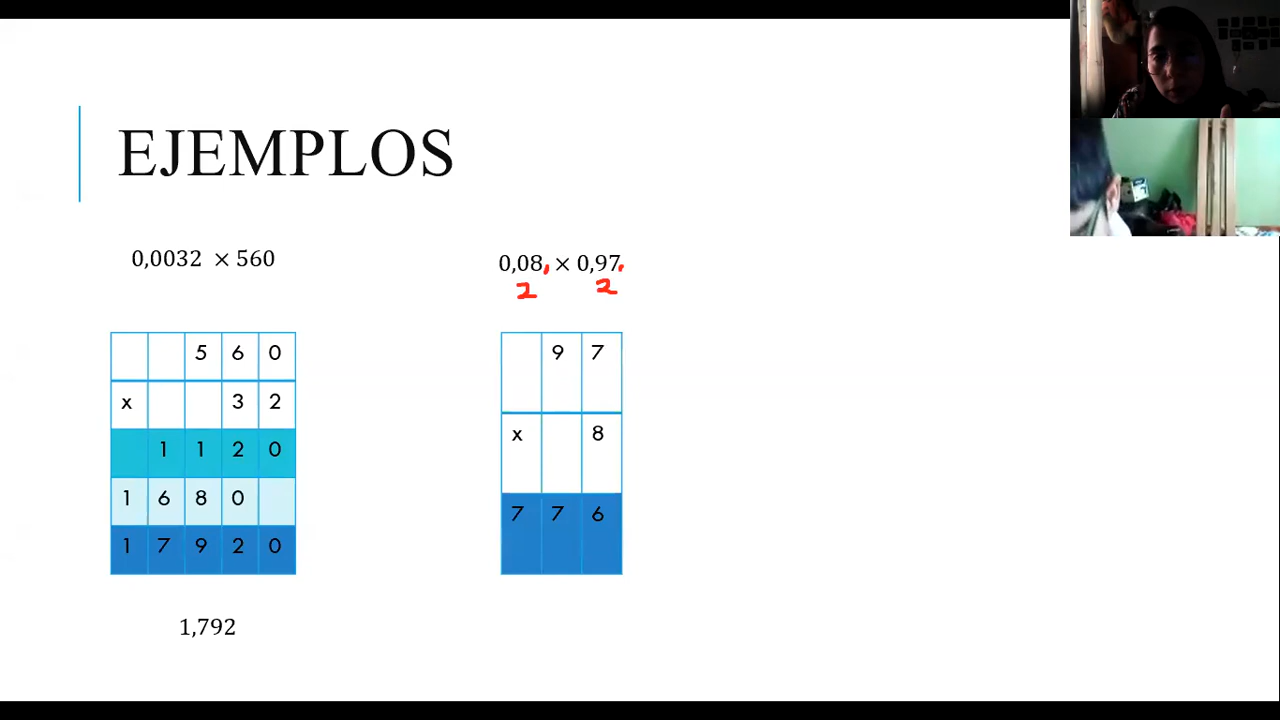 EJEMPLOS
0,0032 × 560
5 6 0
x 3 2
1 1 2 0
1 6 8 0
1 7 9 2 0
1,792
0,08, × 0,97,
2 2
9 7
x 8
7 7 6